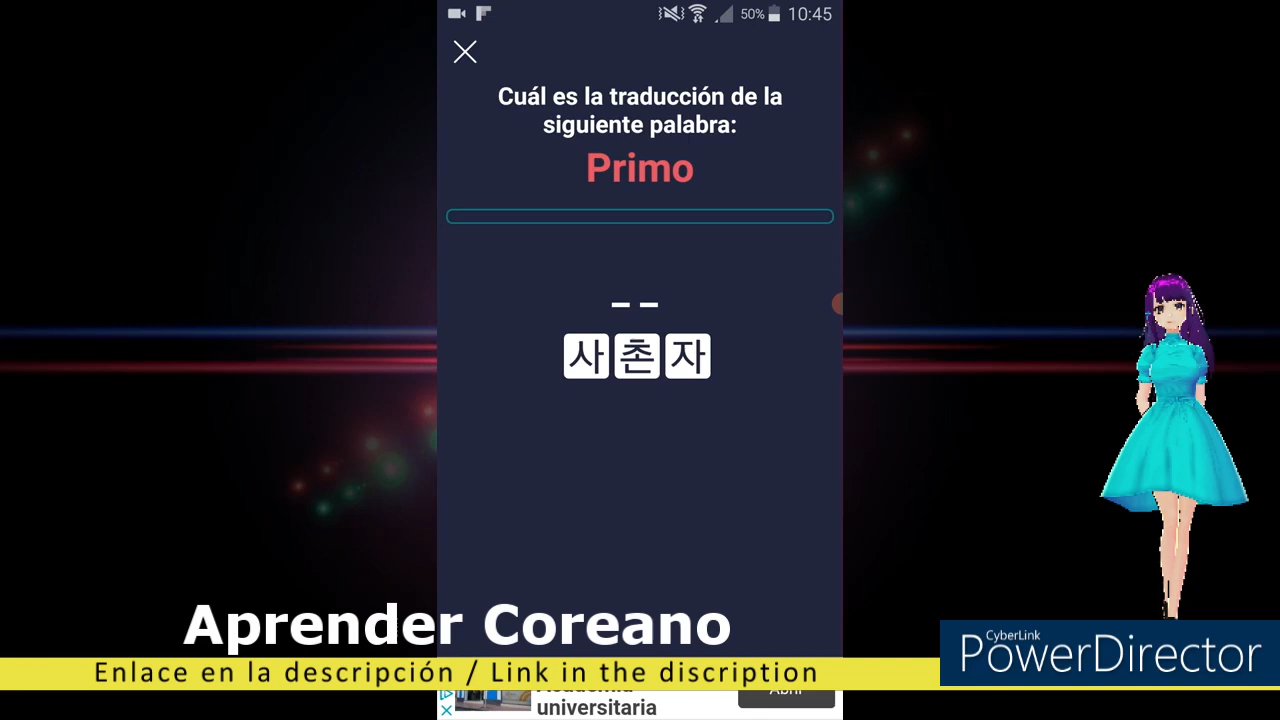 50% 10:45
Cuál es la traducción de la
siguiente palabra:
Primo
사촌자
Aprender Coreano
Enlace en la descripción / Link in the discription
CyberLink
PowerDirector
universitaria